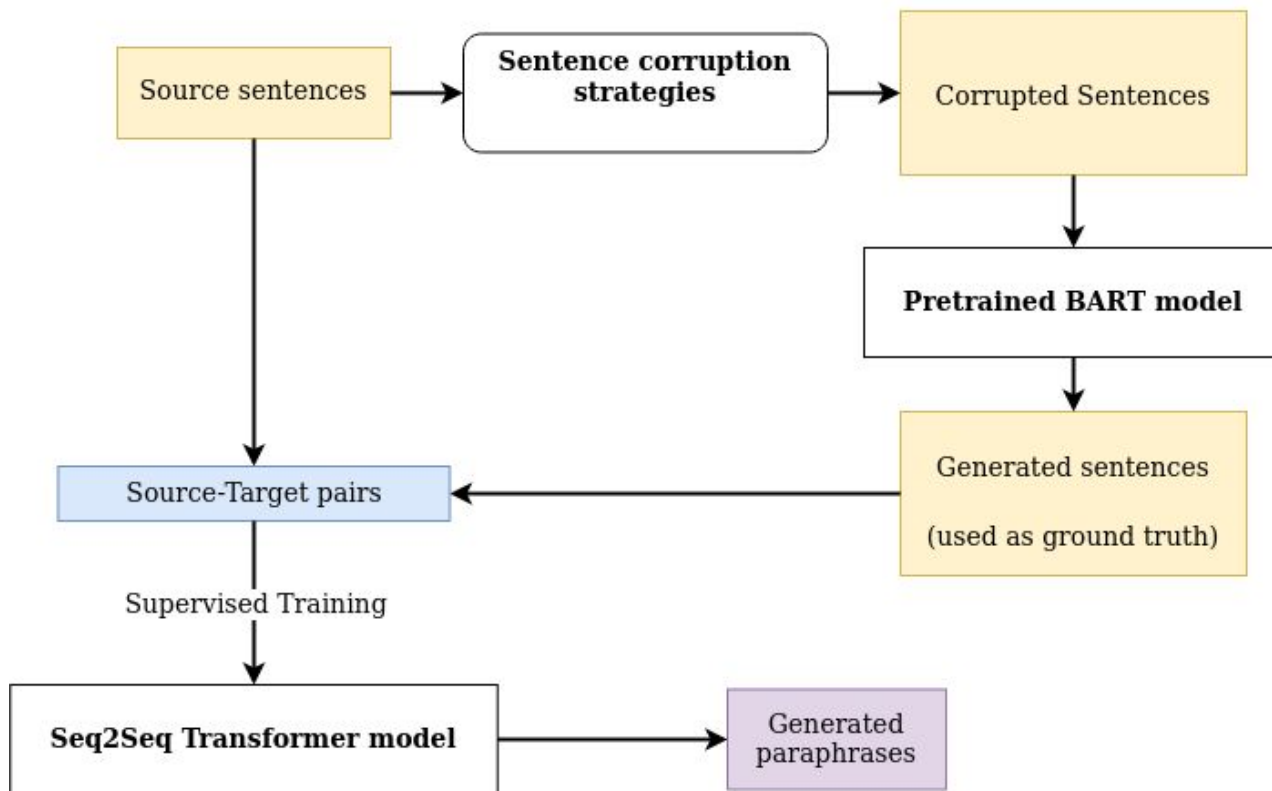 Source sentences
Sentence corruption
strategies
Corrupted Sentences
Pretrained BART model
Generated sentences
(used as ground truth)
Source-Target pairs
Supervised Training
Seq2Seq Transformer model
Generated
paraphrases